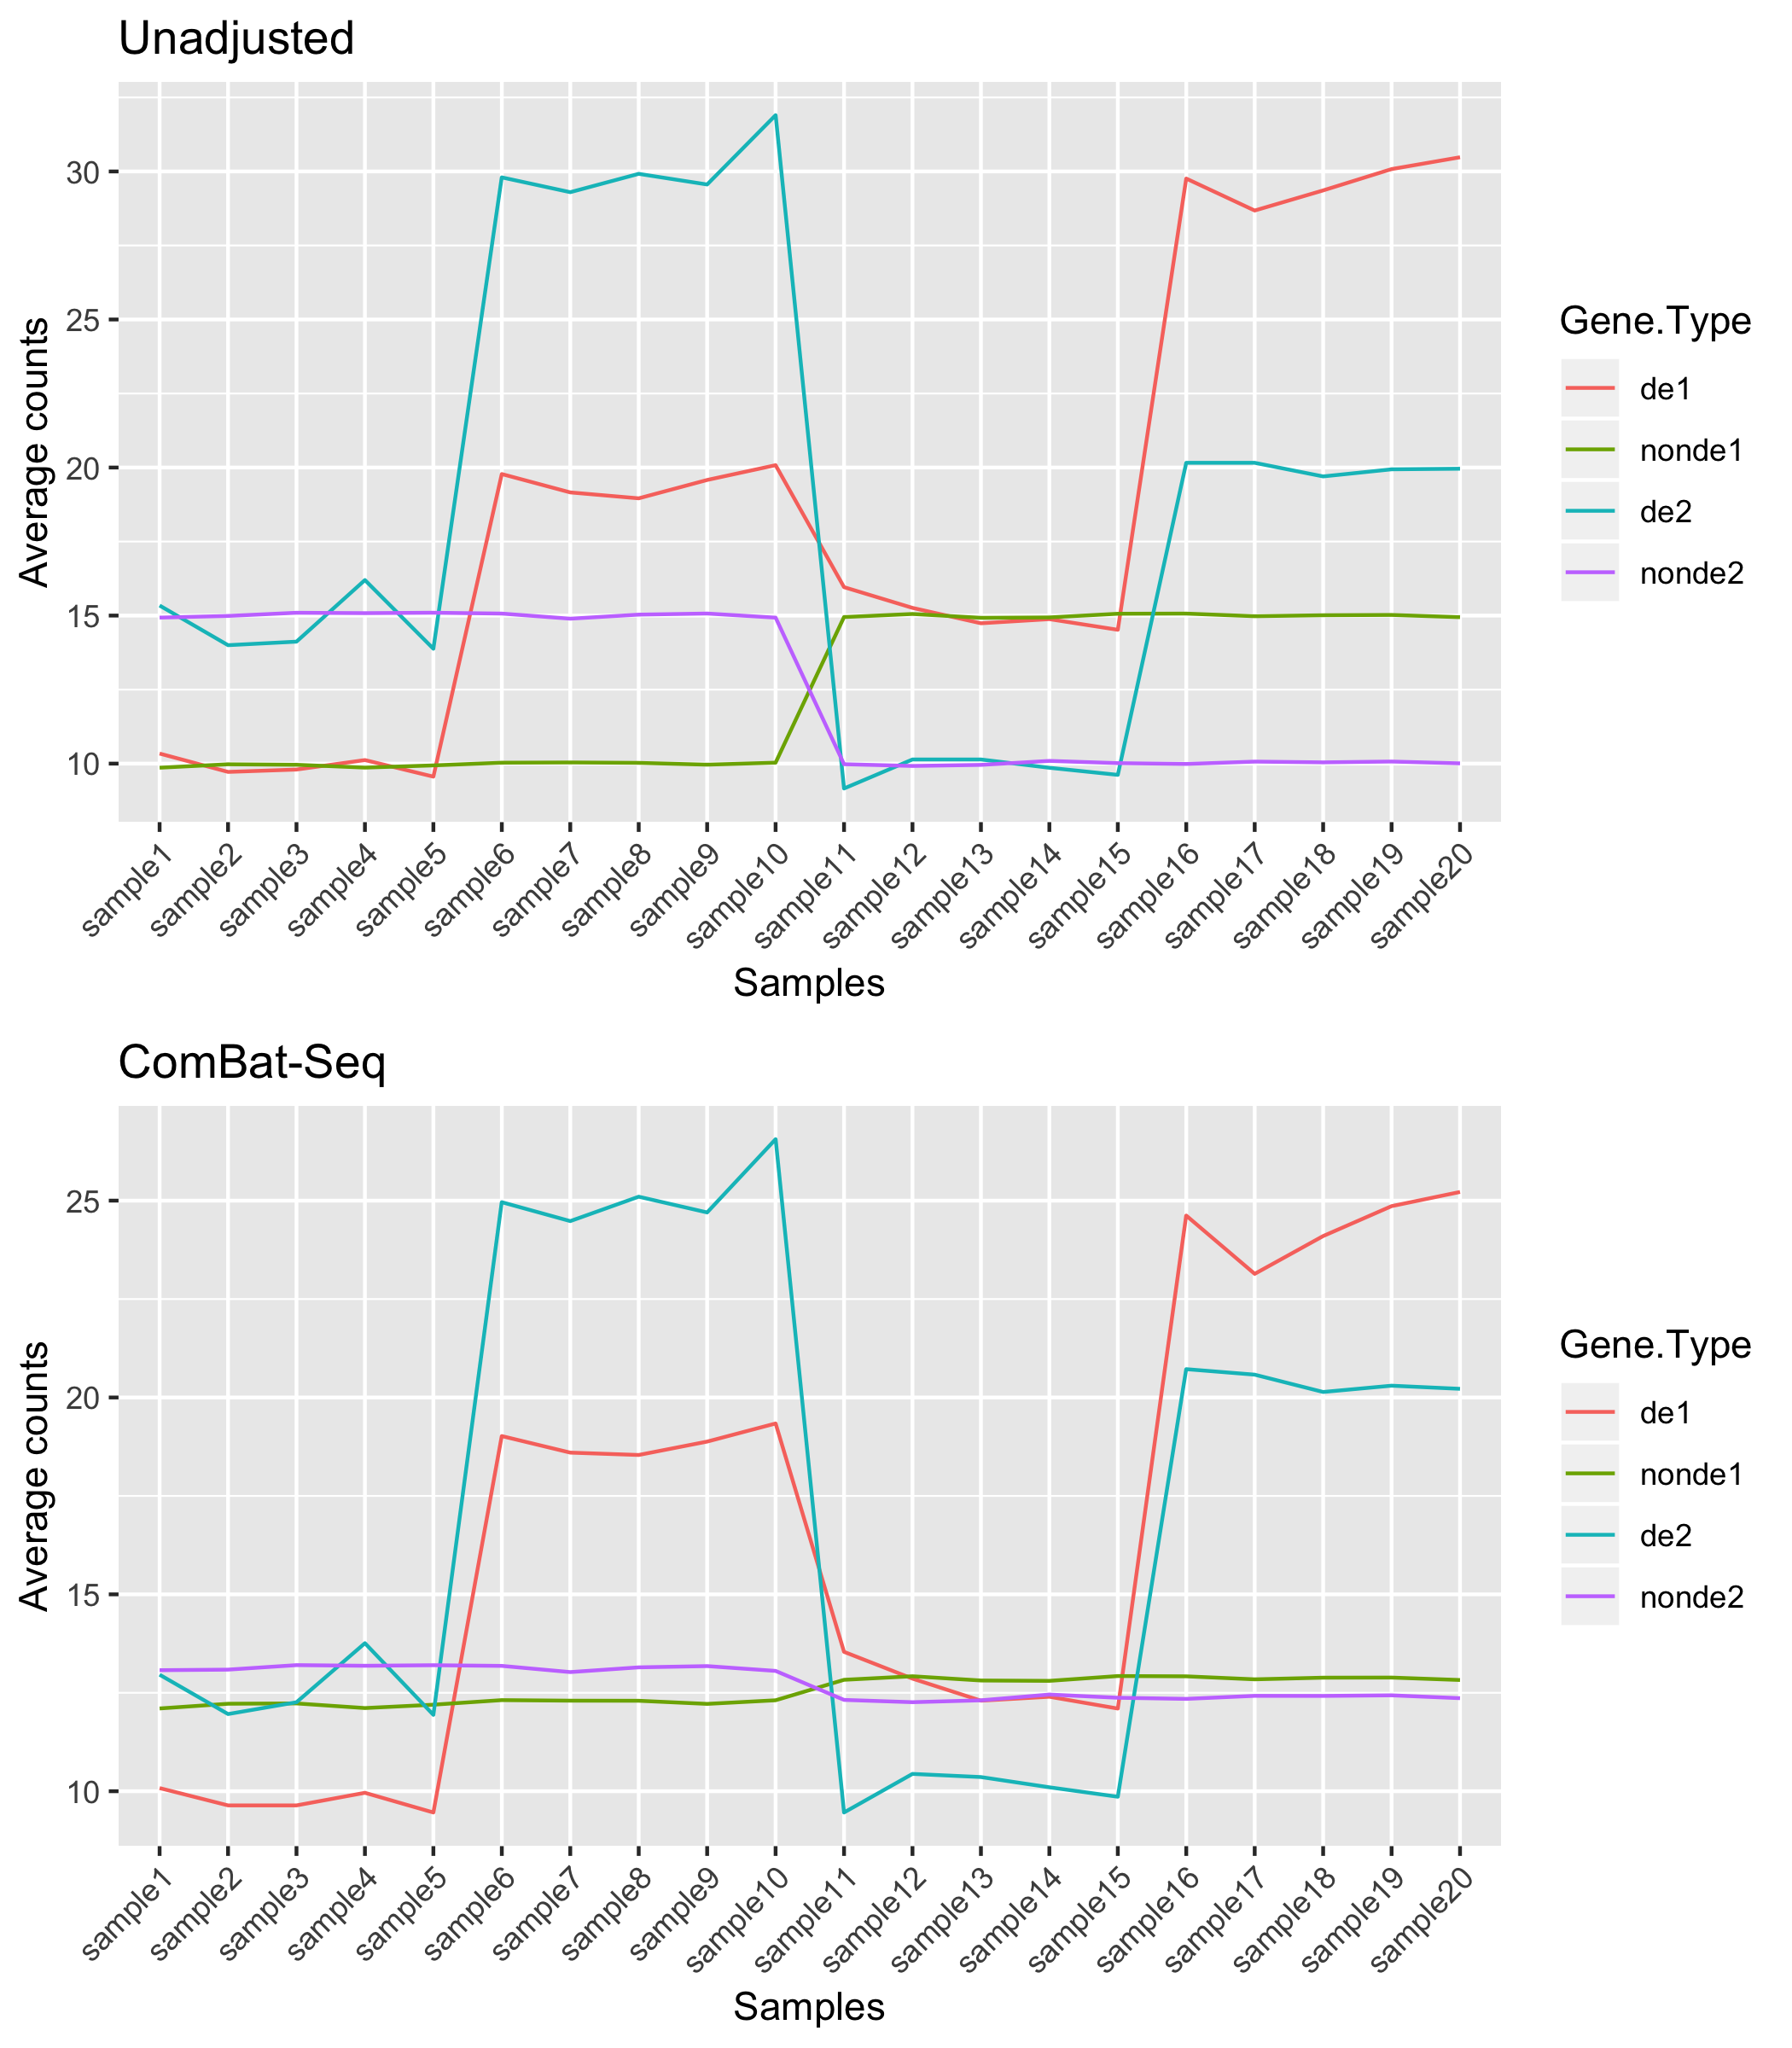 Unadjusted
30
25
20
15
10
Average counts
sample1
sample2
sample3
sample4
sample5
sample6
sample7
sample8
sample9
sample10
sample11
sample12
sample13
sample14
sample15
sample16
sample17
sample18
sample19
sample20
Samples
Gene.Type
de1
nonde1
de2
nonde2
ComBat-Seq
25
20
15
10
Average counts
sample1
sample2
sample3
sample4
sample5
sample6
sample7
sample8
sample9
sample10
sample11
sample12
sample13
sample14
sample15
sample16
sample17
sample18
sample19
sample20
Samples
Gene.Type
de1
nonde1
de2
nonde2